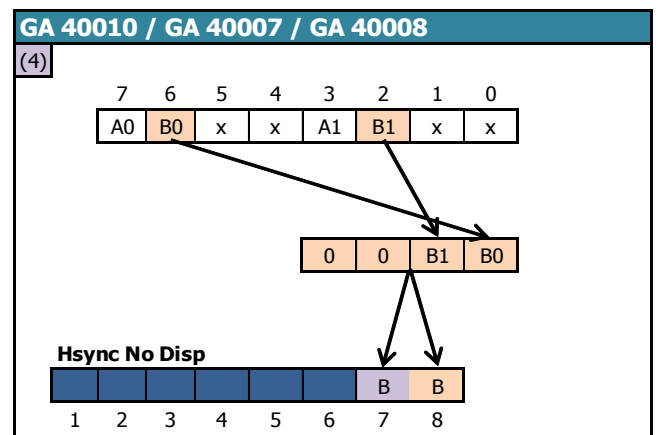 GA 40010 / GA 40007 / GA 40008
(4)
7 6 5 4 3 2 1 0
A0 B0 x x A1 B1 x x
0 0 B1 B0
Hsync No Disp
B B
1 2 3 4 5 6 7 8